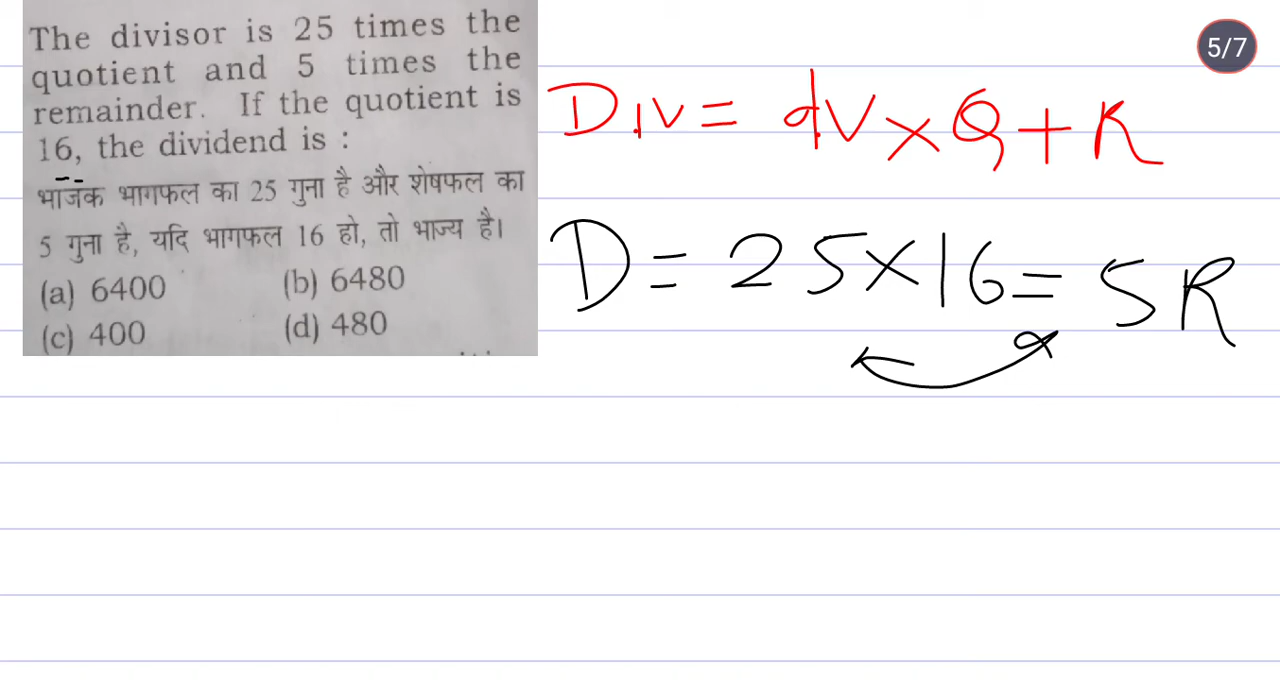 The divisor is 25 times the
quotient and 5 times the
remainder. If the quotient is
16, the dividend is :
भाजक भागफल का 25 गुना है और शेषफल का
5 गुना है, यदि भागफल 16 हो, तो भाज्य है।
(a) 6400 (b) 6480
(c) 400 (d) 480
5/7
Div = dv × Q + R
D = 25 × 16 = 5R